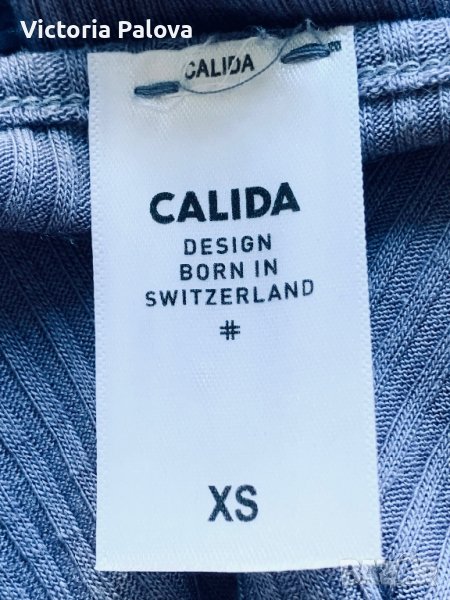 Victoria Palova
CALIDA
CALIDA
DESIGN
BORN IN
SWITZERLAND
#
XS